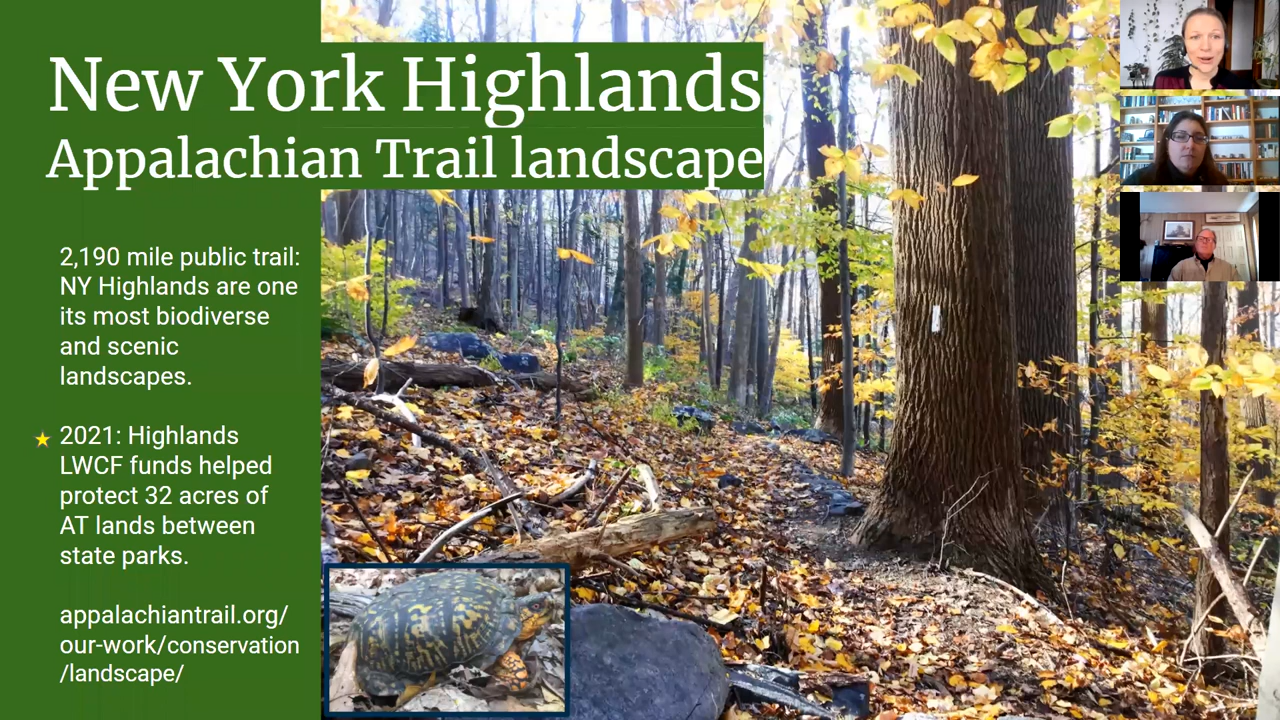 New York Highlands
Appalachian Trail landscape
2,190 mile public trail:
NY Highlands are one
its most biodiverse
and scenic
landscapes.
2021: Highlands
LWCF funds helped
protect 32 acres of
AT lands between
state parks.
appalachiantrail.org/
our-work/conservation
/landscape/